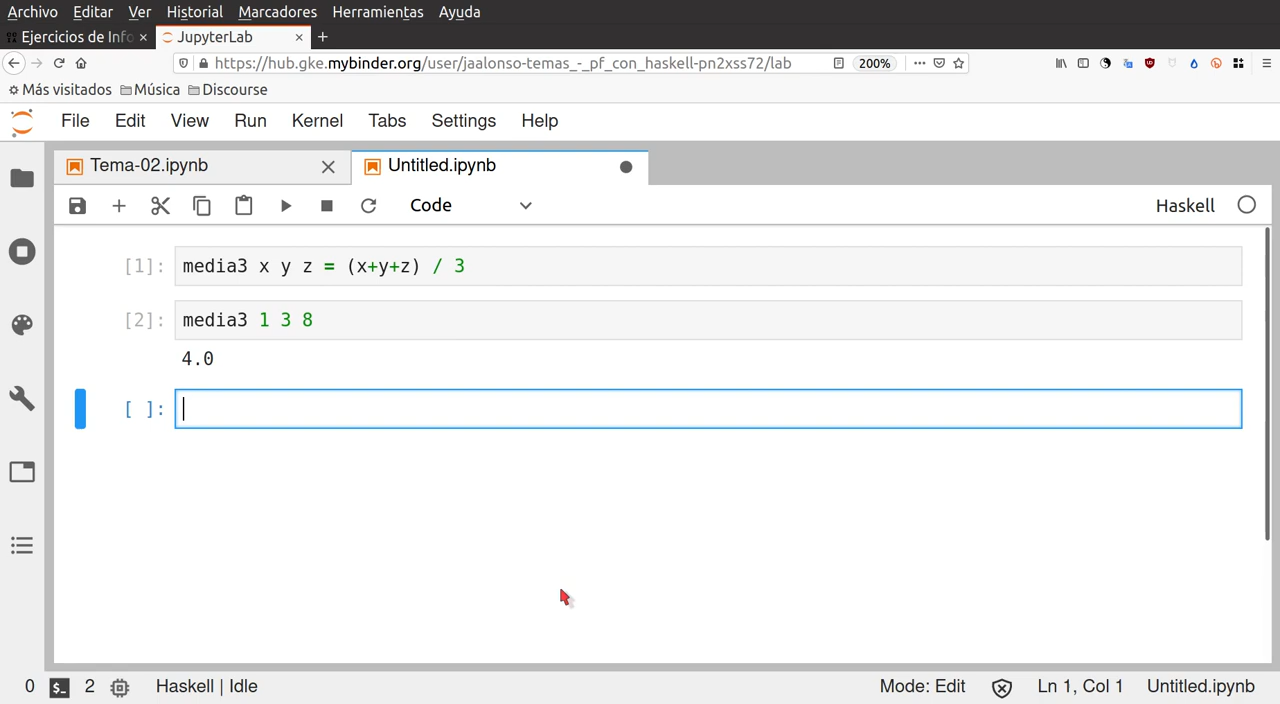 Archivo Editar Ver Historial Marcadores Herramientas Ayuda
Ejercicios de Info × JupyterLab × +
https://hub.gke.mybinder.org/user/jaalonso-temas_-_pf_con_haskell-pn2xss72/lab 200%
Más visitados Música Discourse
File Edit View Run Kernel Tabs Settings Help
Tema-02.ipynb Untitled.ipynb
Code Haskell
[1]: media3 x y z = (x+y+z) / 3
[2]: media3 1 3 8
4.0
[ ]:
0 $_ 2 Haskell | Idle Mode: Edit Ln 1, Col 1 Untitled.ipynb